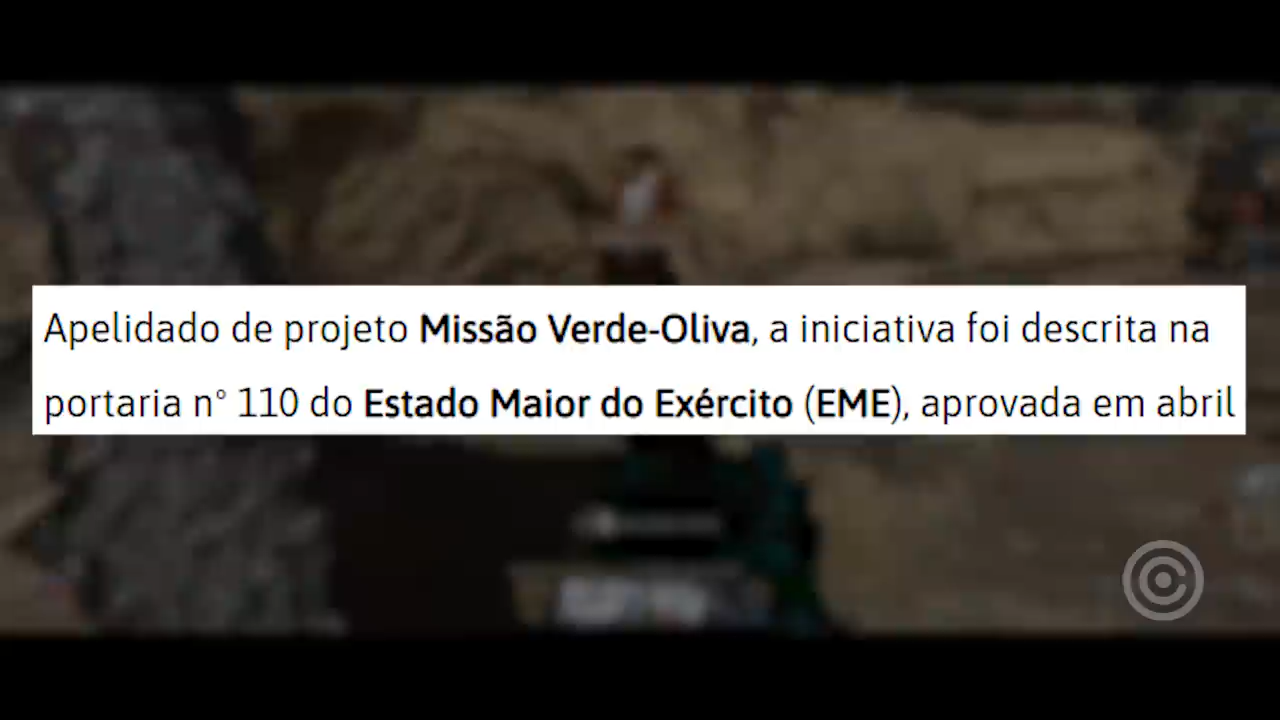 Apelidado de projeto Missão Verde-Oliva, a iniciativa foi descrita na
portaria n° 110 do Estado Maior do Exército (EME), aprovada em abril